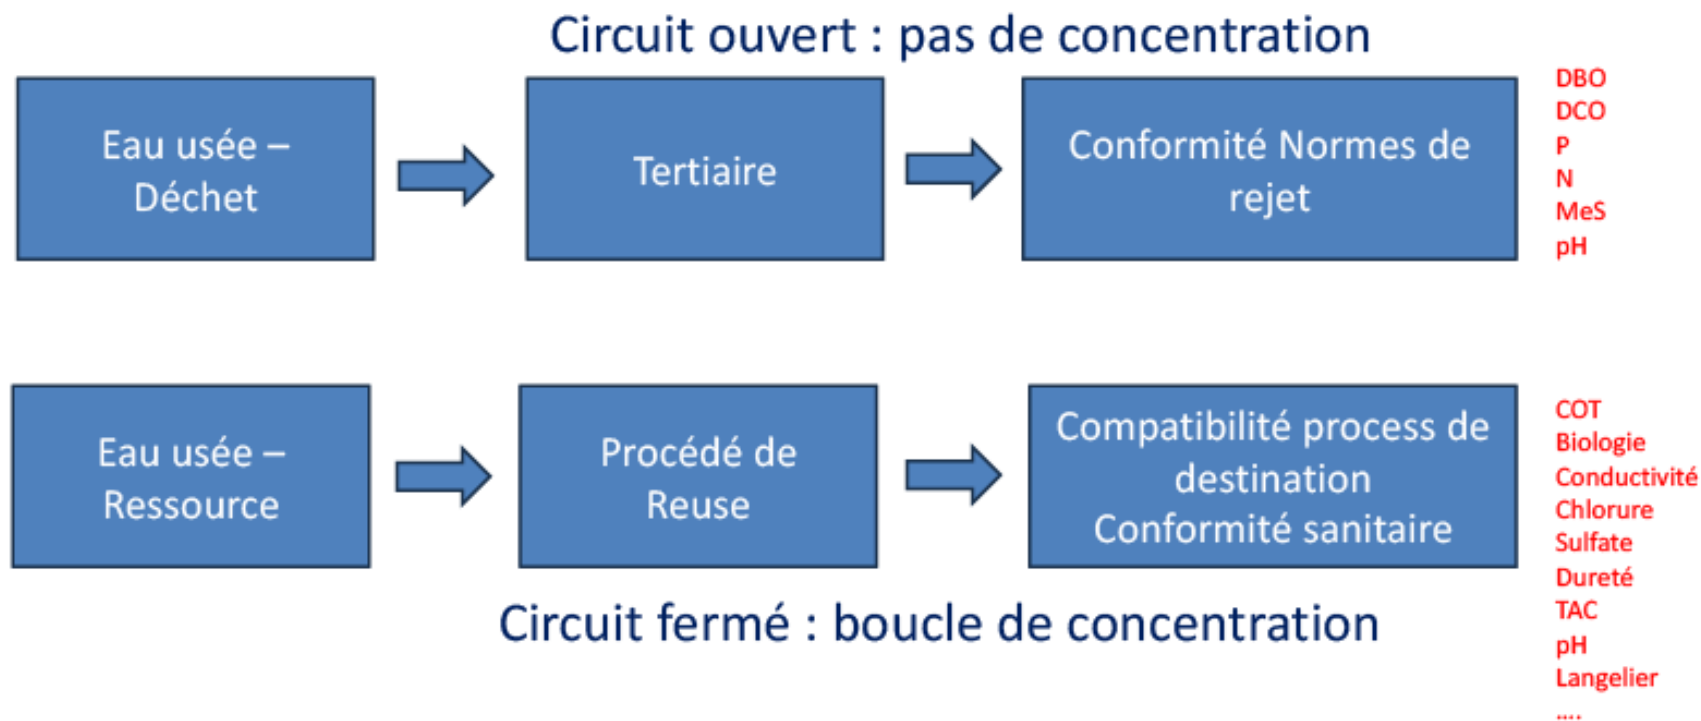 Circuit ouvert : pas de concentration
Eau usée –
Déchet
Tertiaire
Conformité Normes de
rejet
DBO
DCO
P
N
MeS
pH
Eau usée –
Ressource
Procédé de
Reuse
Compatibilité process de
destination
Conformité sanitaire
COT
Biologie
Conductivité
Chlorure
Sulfate
Dureté
TAC
pH
Langelier
....
Circuit fermé : boucle de concentration